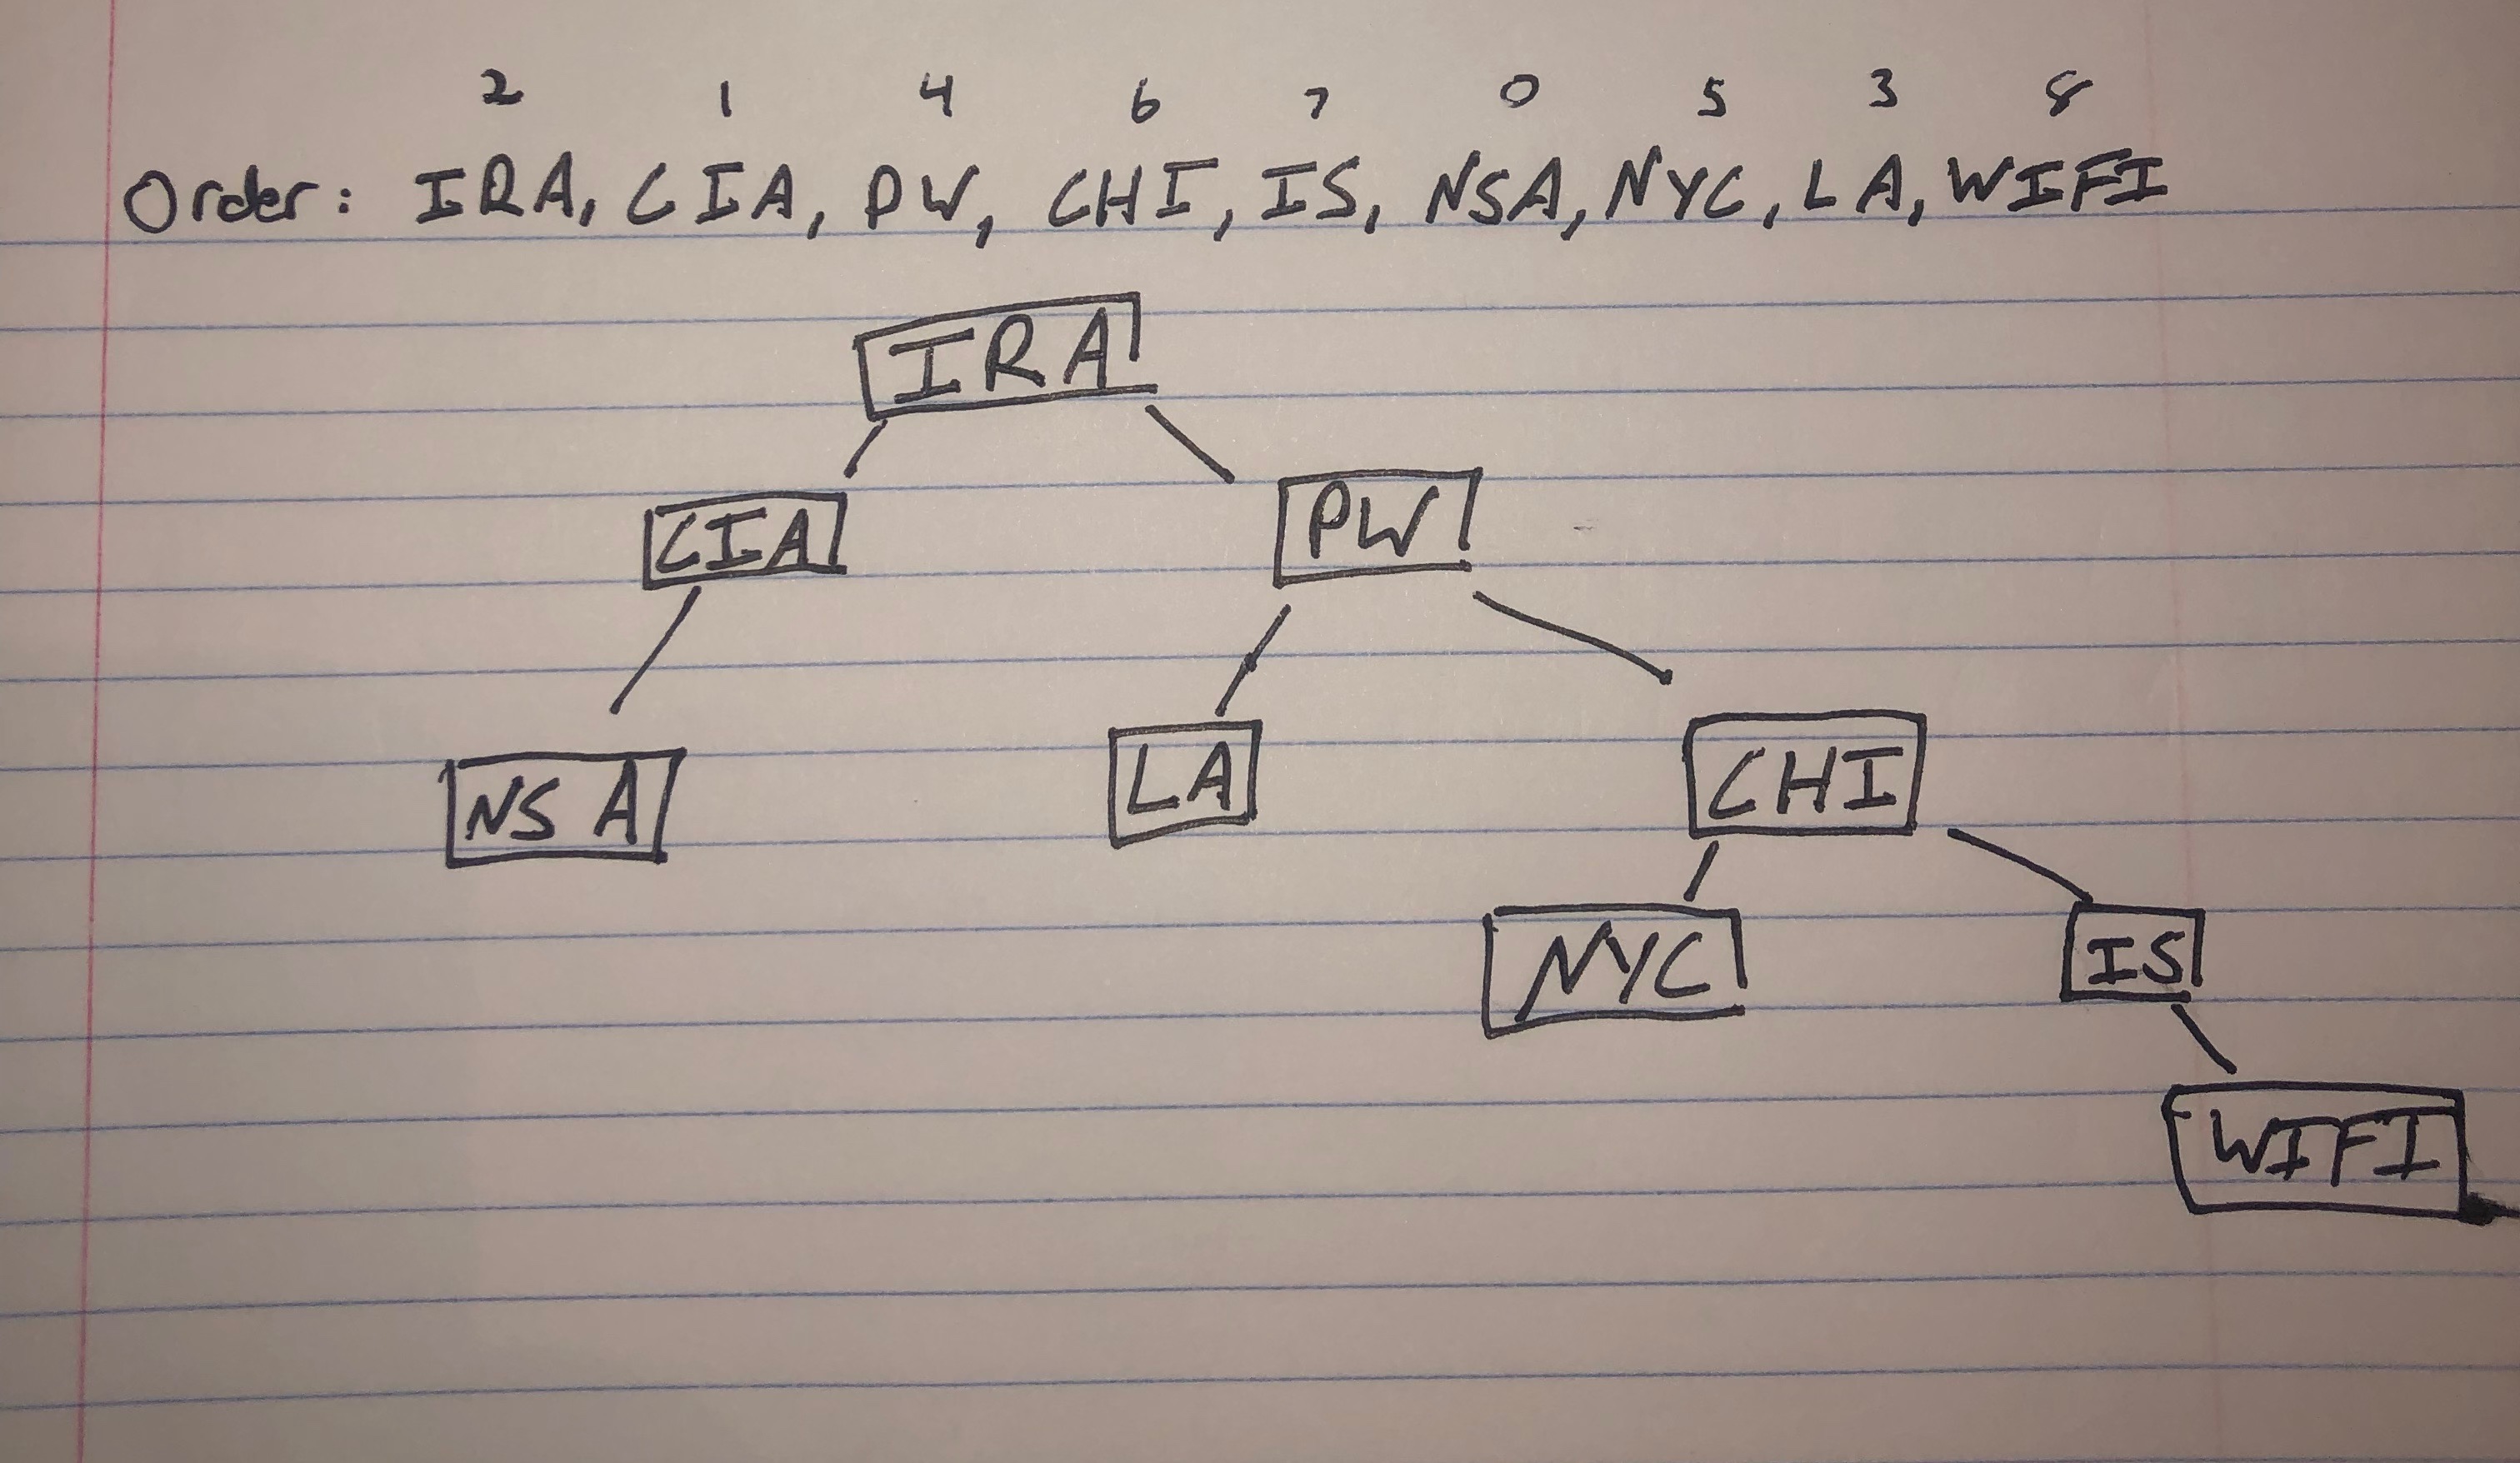 2 1 4 6 7 0 5 3 8
Order: IRA, CIA, PW, CHI, IS, NSA, NYC, LA, WIFI
IRA
CIA PW
NSA LA CHI
NYC IS
WIFI